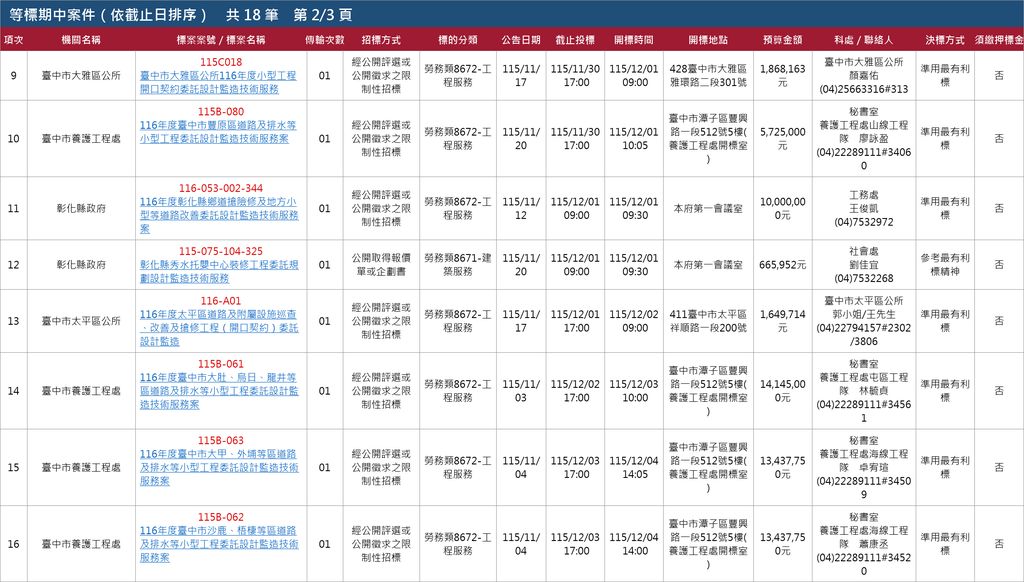 等標期中案件（依截止日排序）　共 18 筆　第 2/3 頁
項次 機關名稱 標案案號 / 標案名稱 傳輸次數 招標方式 標的分類 公告日期 截止投標 開標時間 開標地點 預算金額 科處 / 聯絡人 決標方式 須繳押標金
9 臺中市大雅區公所
115C018
臺中市大雅區公所116年度小型工程
開口契約委託設計監造技術服務
01
經公開評選或
公開徵求之限
制性招標
勞務類8672-工
程服務
115/11/
17
115/11/30
17:00
115/12/01
09:00
428臺中市大雅區
雅環路二段301號
1,868,163
元
臺中市大雅區公所
顏嘉佑
(04)25663316#313
準用最有利
標
否
10 臺中市養護工程處
115B-080
116年度臺中市豐原區道路及排水等
小型工程委託設計監造技術服務案
01
經公開評選或
公開徵求之限
制性招標
勞務類8672-工
程服務
115/11/
20
115/11/30
17:00
115/12/01
10:05
臺中市潭子區豐興
路一段512號5樓(
養護工程處開標室
)
5,725,000
元
秘書室
養護工程處山線工程
隊　廖詠盈
(04)22289111#3406
0
準用最有利
標
否
11 彰化縣政府
116-053-002-344
116年度彰化縣鄉道搶險修及地方小
型等道路改善委託設計監造技術服務
案
01
經公開評選或
公開徵求之限
制性招標
勞務類8672-工
程服務
115/11/
12
115/12/01
09:00
115/12/01
09:30
本府第一會議室
10,000,00
0元
工務處
王俊凱
(04)7532972
準用最有利
標
否
12 彰化縣政府
115-075-104-325
彰化縣秀水托嬰中心裝修工程委託規
劃設計監造技術服務
01
公開取得報價
單或企劃書
勞務類8671-建
築服務
115/11/
20
115/12/01
09:00
115/12/01
09:30
本府第一會議室
665,952元
社會處
劉佳宜
(04)7532268
參考最有利
標精神
否
13 臺中市太平區公所
116-A01
116年度太平區道路及附屬設施巡查
、改善及搶修工程（開口契約）委託
設計監造
01
經公開評選或
公開徵求之限
制性招標
勞務類8672-工
程服務
115/11/
17
115/12/01
17:00
115/12/02
09:00
411臺中市太平區
祥順路一段200號
1,649,714
元
臺中市太平區公所
郭小姐/王先生
(04)22794157#2302
/3806
準用最有利
標
否
14 臺中市養護工程處
115B-061
116年度臺中市大肚、烏日、龍井等
區道路及排水等小型工程委託設計監
造技術服務案
01
經公開評選或
公開徵求之限
制性招標
勞務類8672-工
程服務
115/11/
03
115/12/02
17:00
115/12/03
10:00
臺中市潭子區豐興
路一段512號5樓(
養護工程處開標室
)
14,145,00
0元
秘書室
養護工程處屯區工程
隊　林毓貞
(04)22289111#3456
1
準用最有利
標
否
15 臺中市養護工程處
115B-063
116年度臺中市大甲、外埔等區道路
及排水等小型工程委託設計監造技術
服務案
01
經公開評選或
公開徵求之限
制性招標
勞務類8672-工
程服務
115/11/
04
115/12/03
17:00
115/12/04
14:05
臺中市潭子區豐興
路一段512號5樓(
養護工程處開標室
)
13,437,75
0元
秘書室
養護工程處海線工程
隊　卓宥瑄
(04)22289111#3450
9
準用最有利
標
否
16 臺中市養護工程處
115B-062
116年度臺中市沙鹿、梧棲等區道路
及排水等小型工程委託設計監造技術
服務案
01
經公開評選或
公開徵求之限
制性招標
勞務類8672-工
程服務
115/11/
04
115/12/03
17:00
115/12/04
14:00
臺中市潭子區豐興
路一段512號5樓(
養護工程處開標室
)
13,437,75
0元
秘書室
養護工程處海線工程
隊　蕭康丞
(04)22289111#3452
0
準用最有利
標
否